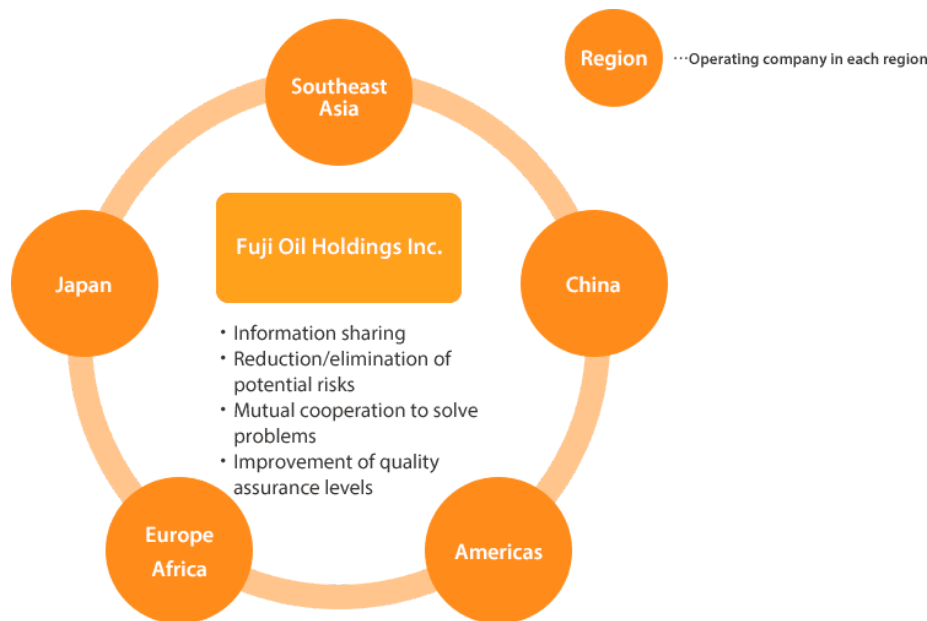 Southeast
Asia
Region
…Operating company in each region
Fuji Oil Holdings Inc.
Japan
China
・Information sharing
・Reduction/elimination of
potential risks
・Mutual cooperation to solve
problems
・Improvement of quality
assurance levels
Europe
Africa
Americas